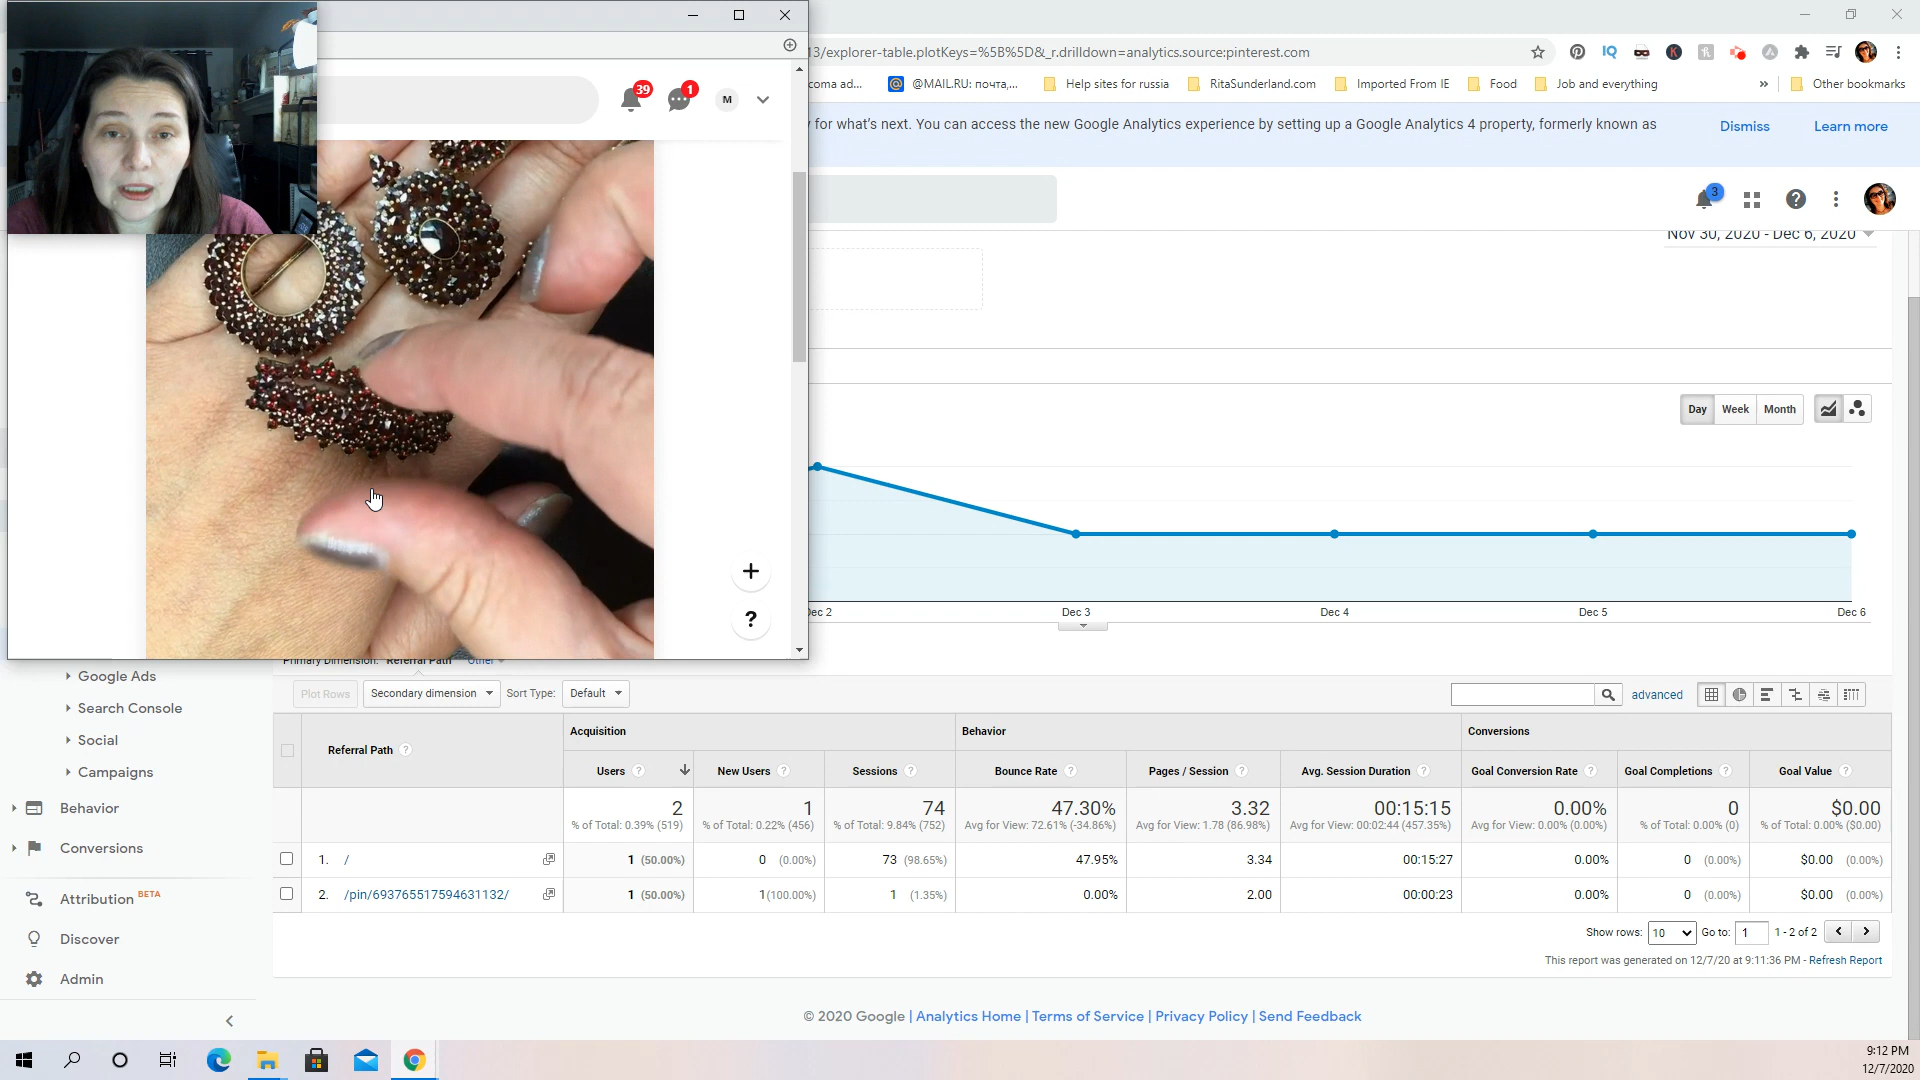 39
1
M
+
?
13/explorer-table.plotKeys=%5B%5D&_r.drilldown=analytics.source:pinterest.com
IQ
K
coma ad...
@MAIL.RU: почта,...
Help sites for russia
RitaSunderland.com
Imported From IE
Food
Job and everything
»
Other bookmarks
for what's next. You can access the new Google Analytics experience by setting up a Google Analytics 4 property, formerly known as
Dismiss
Learn more
3
Nov 30, 2020 - Dec 6, 2020
Day
Week
Month
Dec 2
Dec 3
Dec 4
Dec 5
Dec 6
Primary Dimension: Referral Path Other
Google Ads
Search Console
Social
Campaigns
Behavior
Conversions
Attribution BETA
Discover
Admin
Plot Rows
Secondary dimension
Sort Type:
Default
advanced
Referral Path ?
Acquisition
Behavior
Conversions
Users ?
New Users ?
Sessions ?
Bounce Rate ?
Pages / Session ?
Avg. Session Duration ?
Goal Conversion Rate ?
Goal Completions ?
Goal Value ?
2
% of Total: 0.39% (519)
1
% of Total: 0.22% (456)
74
% of Total: 9.84% (752)
47.30%
Avg for View: 72.61% (-34.86%)
3.32
Avg for View: 1.78 (86.98%)
00:15:15
Avg for View: 00:02:44 (457.35%)
0.00%
Avg for View: 0.00% (0.00%)
0
% of Total: 0.00% (0)
$0.00
% of Total: 0.00% ($0.00)
1. / 1 (50.00%) 0 (0.00%) 73 (98.65%) 47.95% 3.34 00:15:27 0.00% 0 (0.00%) $0.00 (0.00%)
2. /pin/693765517594631132/ 1 (50.00%) 1(100.00%) 1 (1.35%) 0.00% 2.00 00:00:23 0.00% 0 (0.00%) $0.00 (0.00%)
Show rows: 10 Go to: 1 1 - 2 of 2
This report was generated on 12/7/20 at 9:11:36 PM - Refresh Report
© 2020 Google | Analytics Home | Terms of Service | Privacy Policy | Send Feedback
9:12 PM
12/7/2020